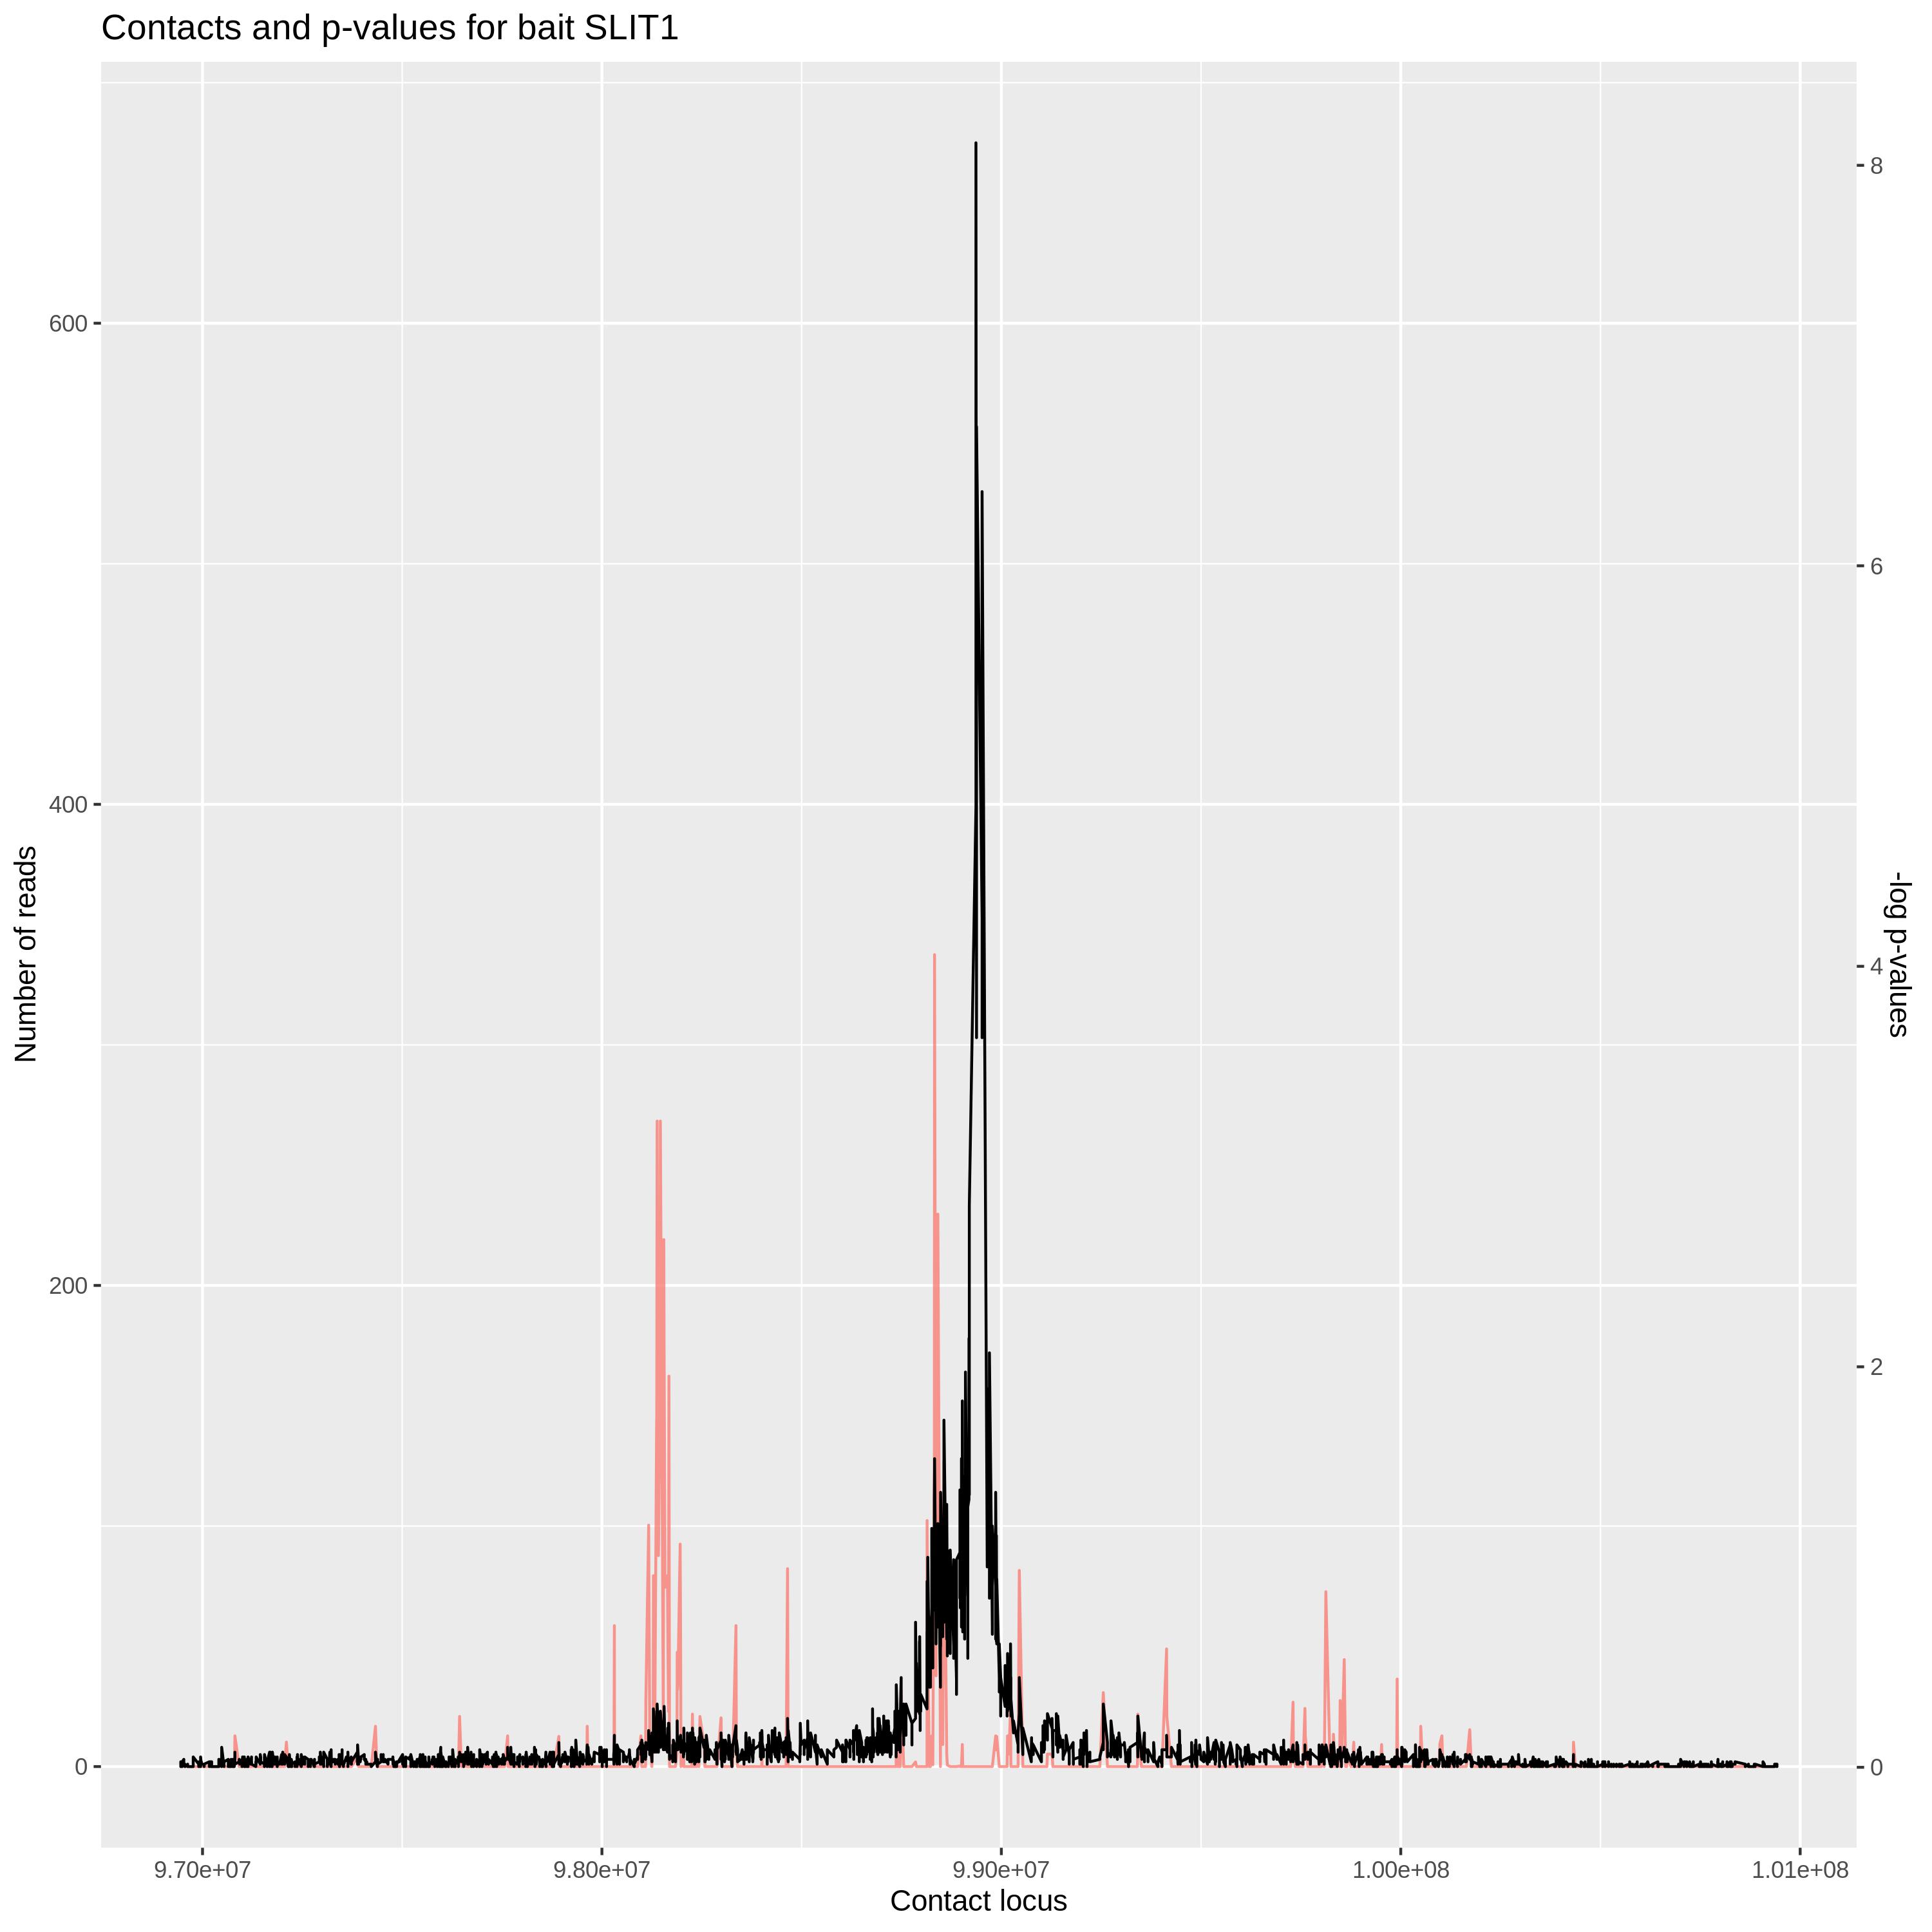 Contacts and p-values for bait SLIT1
Number of reads
600
400
200
0
8
6
4
2
0
-log p-values
9.70e+07 9.80e+07 9.90e+07 1.00e+08 1.01e+08
Contact locus